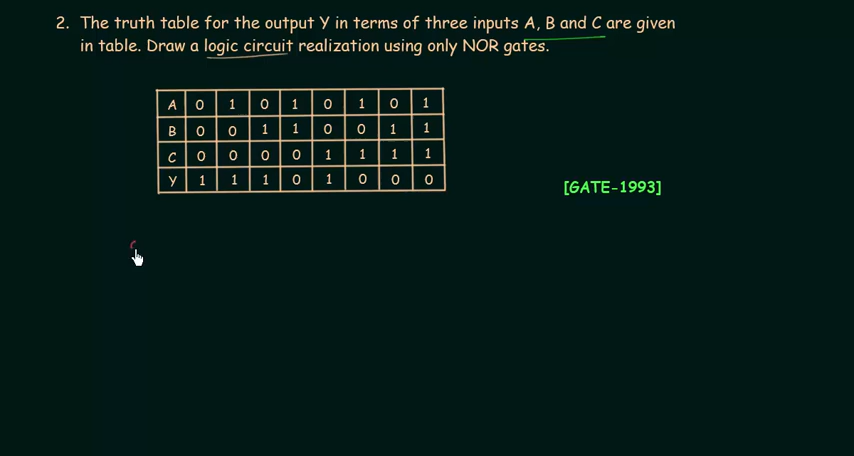 2. The truth table for the output Y in terms of three inputs A, B and C are given
in table. Draw a logic circuit realization using only NOR gates.
A 0 1 0 1 0 1 0 1
B 0 0 1 1 0 0 1 1
C 0 0 0 0 1 1 1 1
Y 1 1 1 0 1 0 0 0
[GATE-1993]